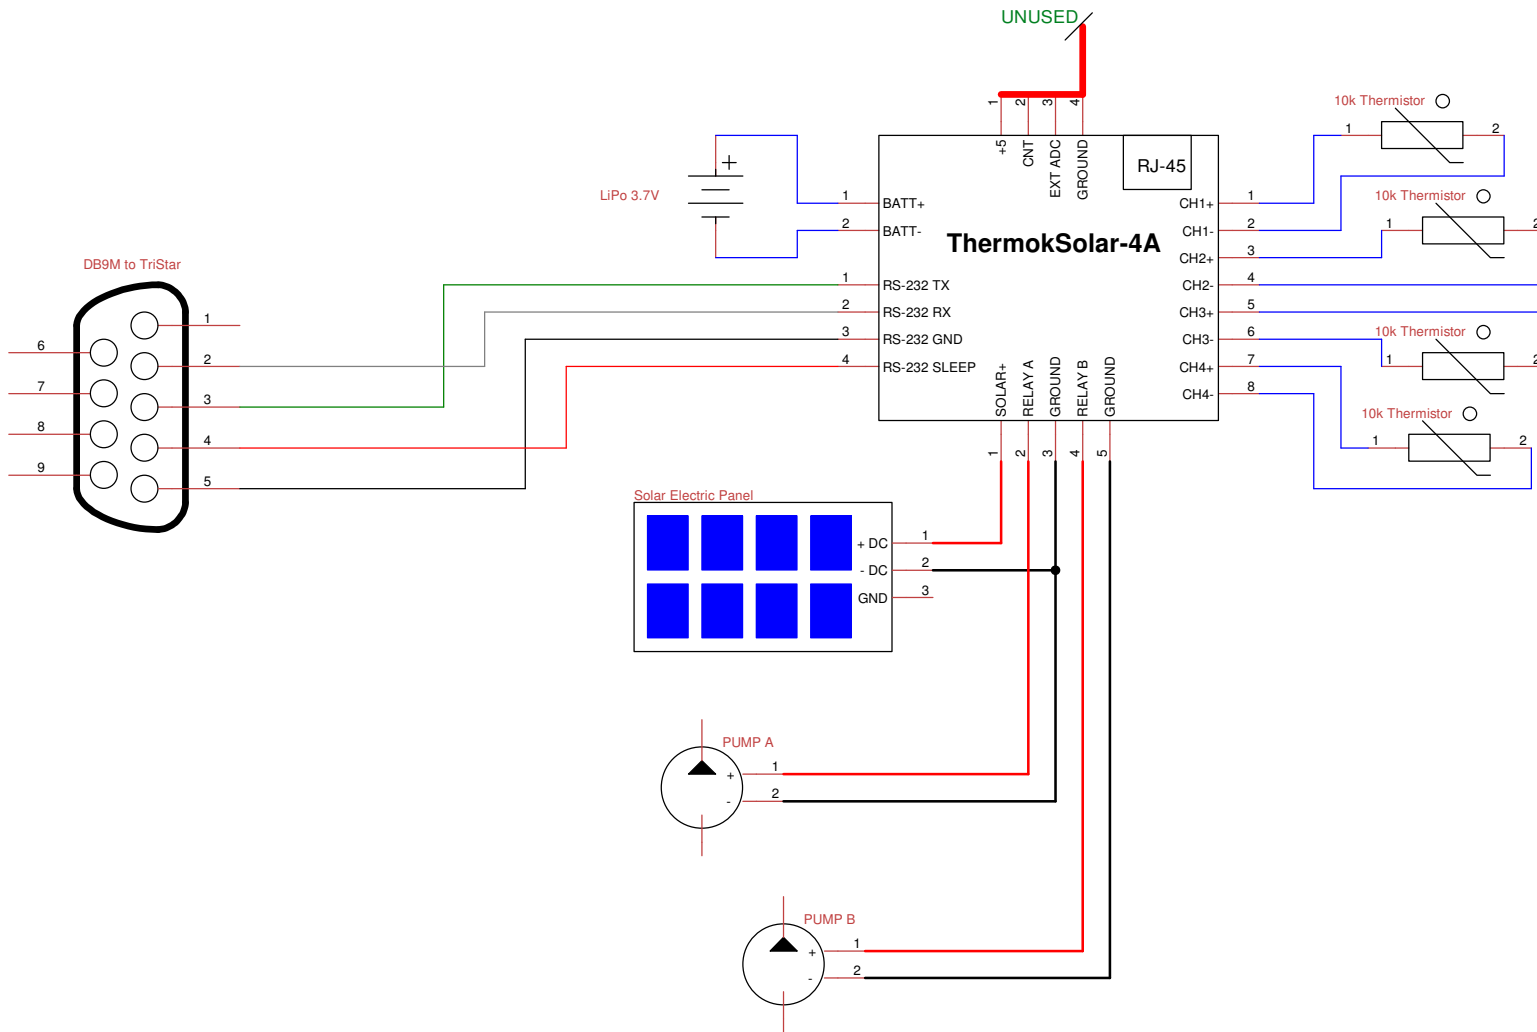 UNUSED
1
2
3
4
+5
CNT
EXT ADC
GROUND
RJ-45
10k Thermistor
1
2
10k Thermistor
1
2
LiPo 3.7V
+
1
BATT+
2
BATT-
ThermokSolar-4A
CH1+
1
CH1-
2
CH2+
3
CH2-
4
CH3+
5
CH3-
6
CH4+
7
CH4-
8
DB9M to TriStar
1
6
2
7
3
8
4
9
5
1
RS-232 TX
2
RS-232 RX
3
RS-232 GND
4
RS-232 SLEEP
10k Thermistor
1
2
10k Thermistor
1
2
SOLAR+
RELAY A
GROUND
RELAY B
GROUND
1
2
3
4
5
Solar Electric Panel
+ DC
1
- DC
2
GND
3
PUMP A
+
1
-
2
PUMP B
+
1
-
2